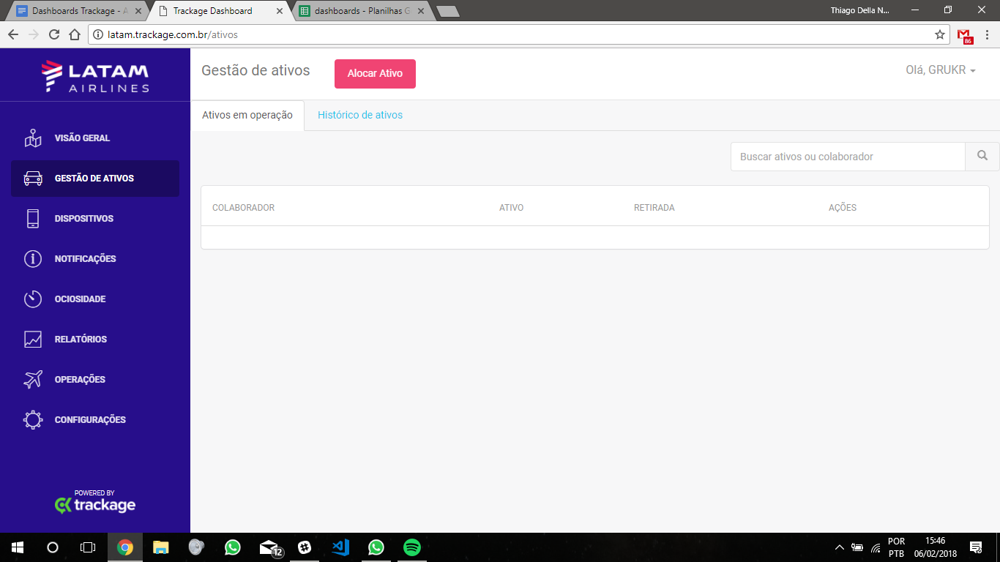 Dashboards Trackage - A
Trackage Dashboard
dashboards - Planilhas G
Thiago Della N...
latam.trackage.com.br/ativos
86
LATAM
AIRLINES
Gestão de ativos
Alocar Ativo
Olá, GRUKR
Ativos em operação
Histórico de ativos
VISÃO GERAL
GESTÃO DE ATIVOS
DISPOSITIVOS
NOTIFICAÇÕES
OCIOSIDADE
RELATÓRIOS
OPERAÇÕES
CONFIGURAÇÕES
Buscar ativos ou colaborador
COLABORADOR ATIVO RETIRADA AÇÕES
POWERED BY
trackage
12
POR
PTB
15:46
06/02/2018